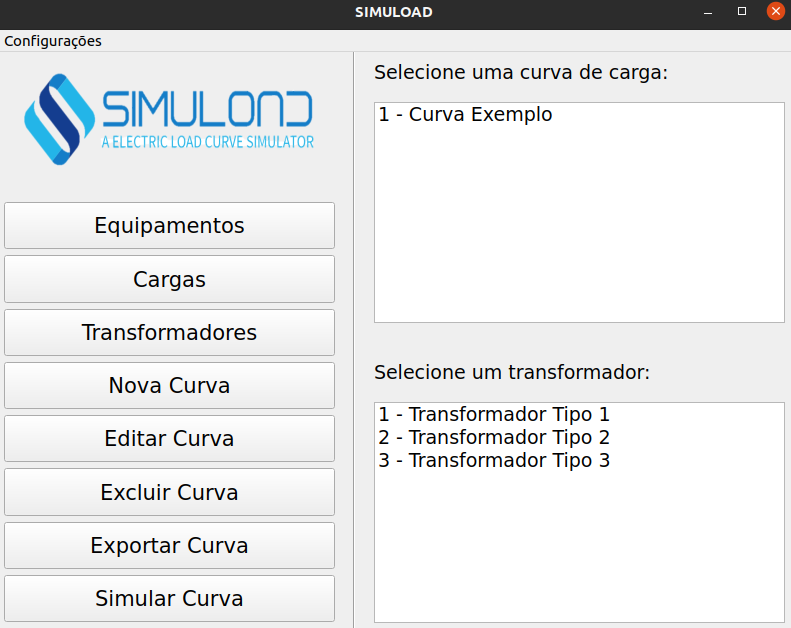 SIMULOAD
Configurações
SIMULOAD
A ELECTRIC LOAD CURVE SIMULATOR
Equipamentos
Cargas
Transformadores
Nova Curva
Editar Curva
Excluir Curva
Exportar Curva
Simular Curva
Selecione uma curva de carga:
1 - Curva Exemplo
Selecione um transformador:
1 - Transformador Tipo 1
2 - Transformador Tipo 2
3 - Transformador Tipo 3